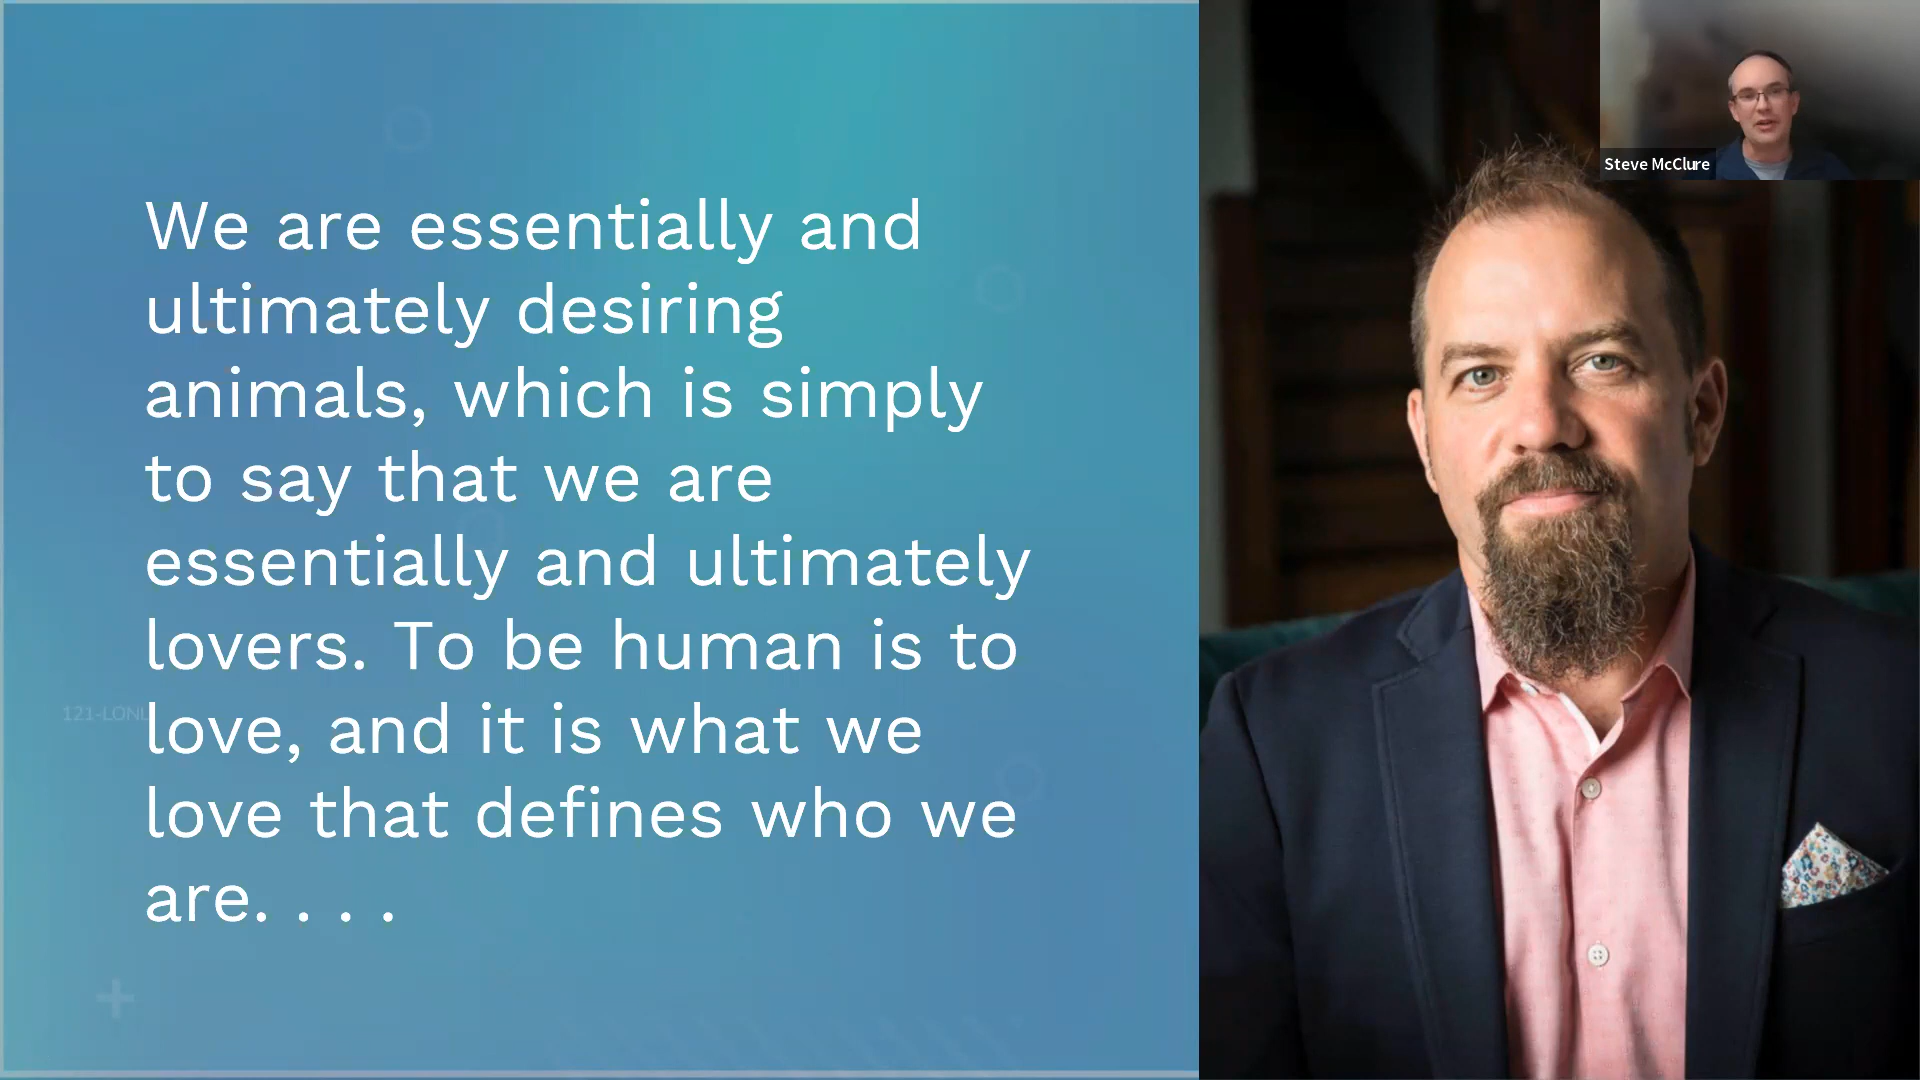 We are essentially and
ultimately desiring
animals, which is simply
to say that we are
essentially and ultimately
lovers. To be human is to
love, and it is what we
love that defines who we
are. . . .
Steve McClure